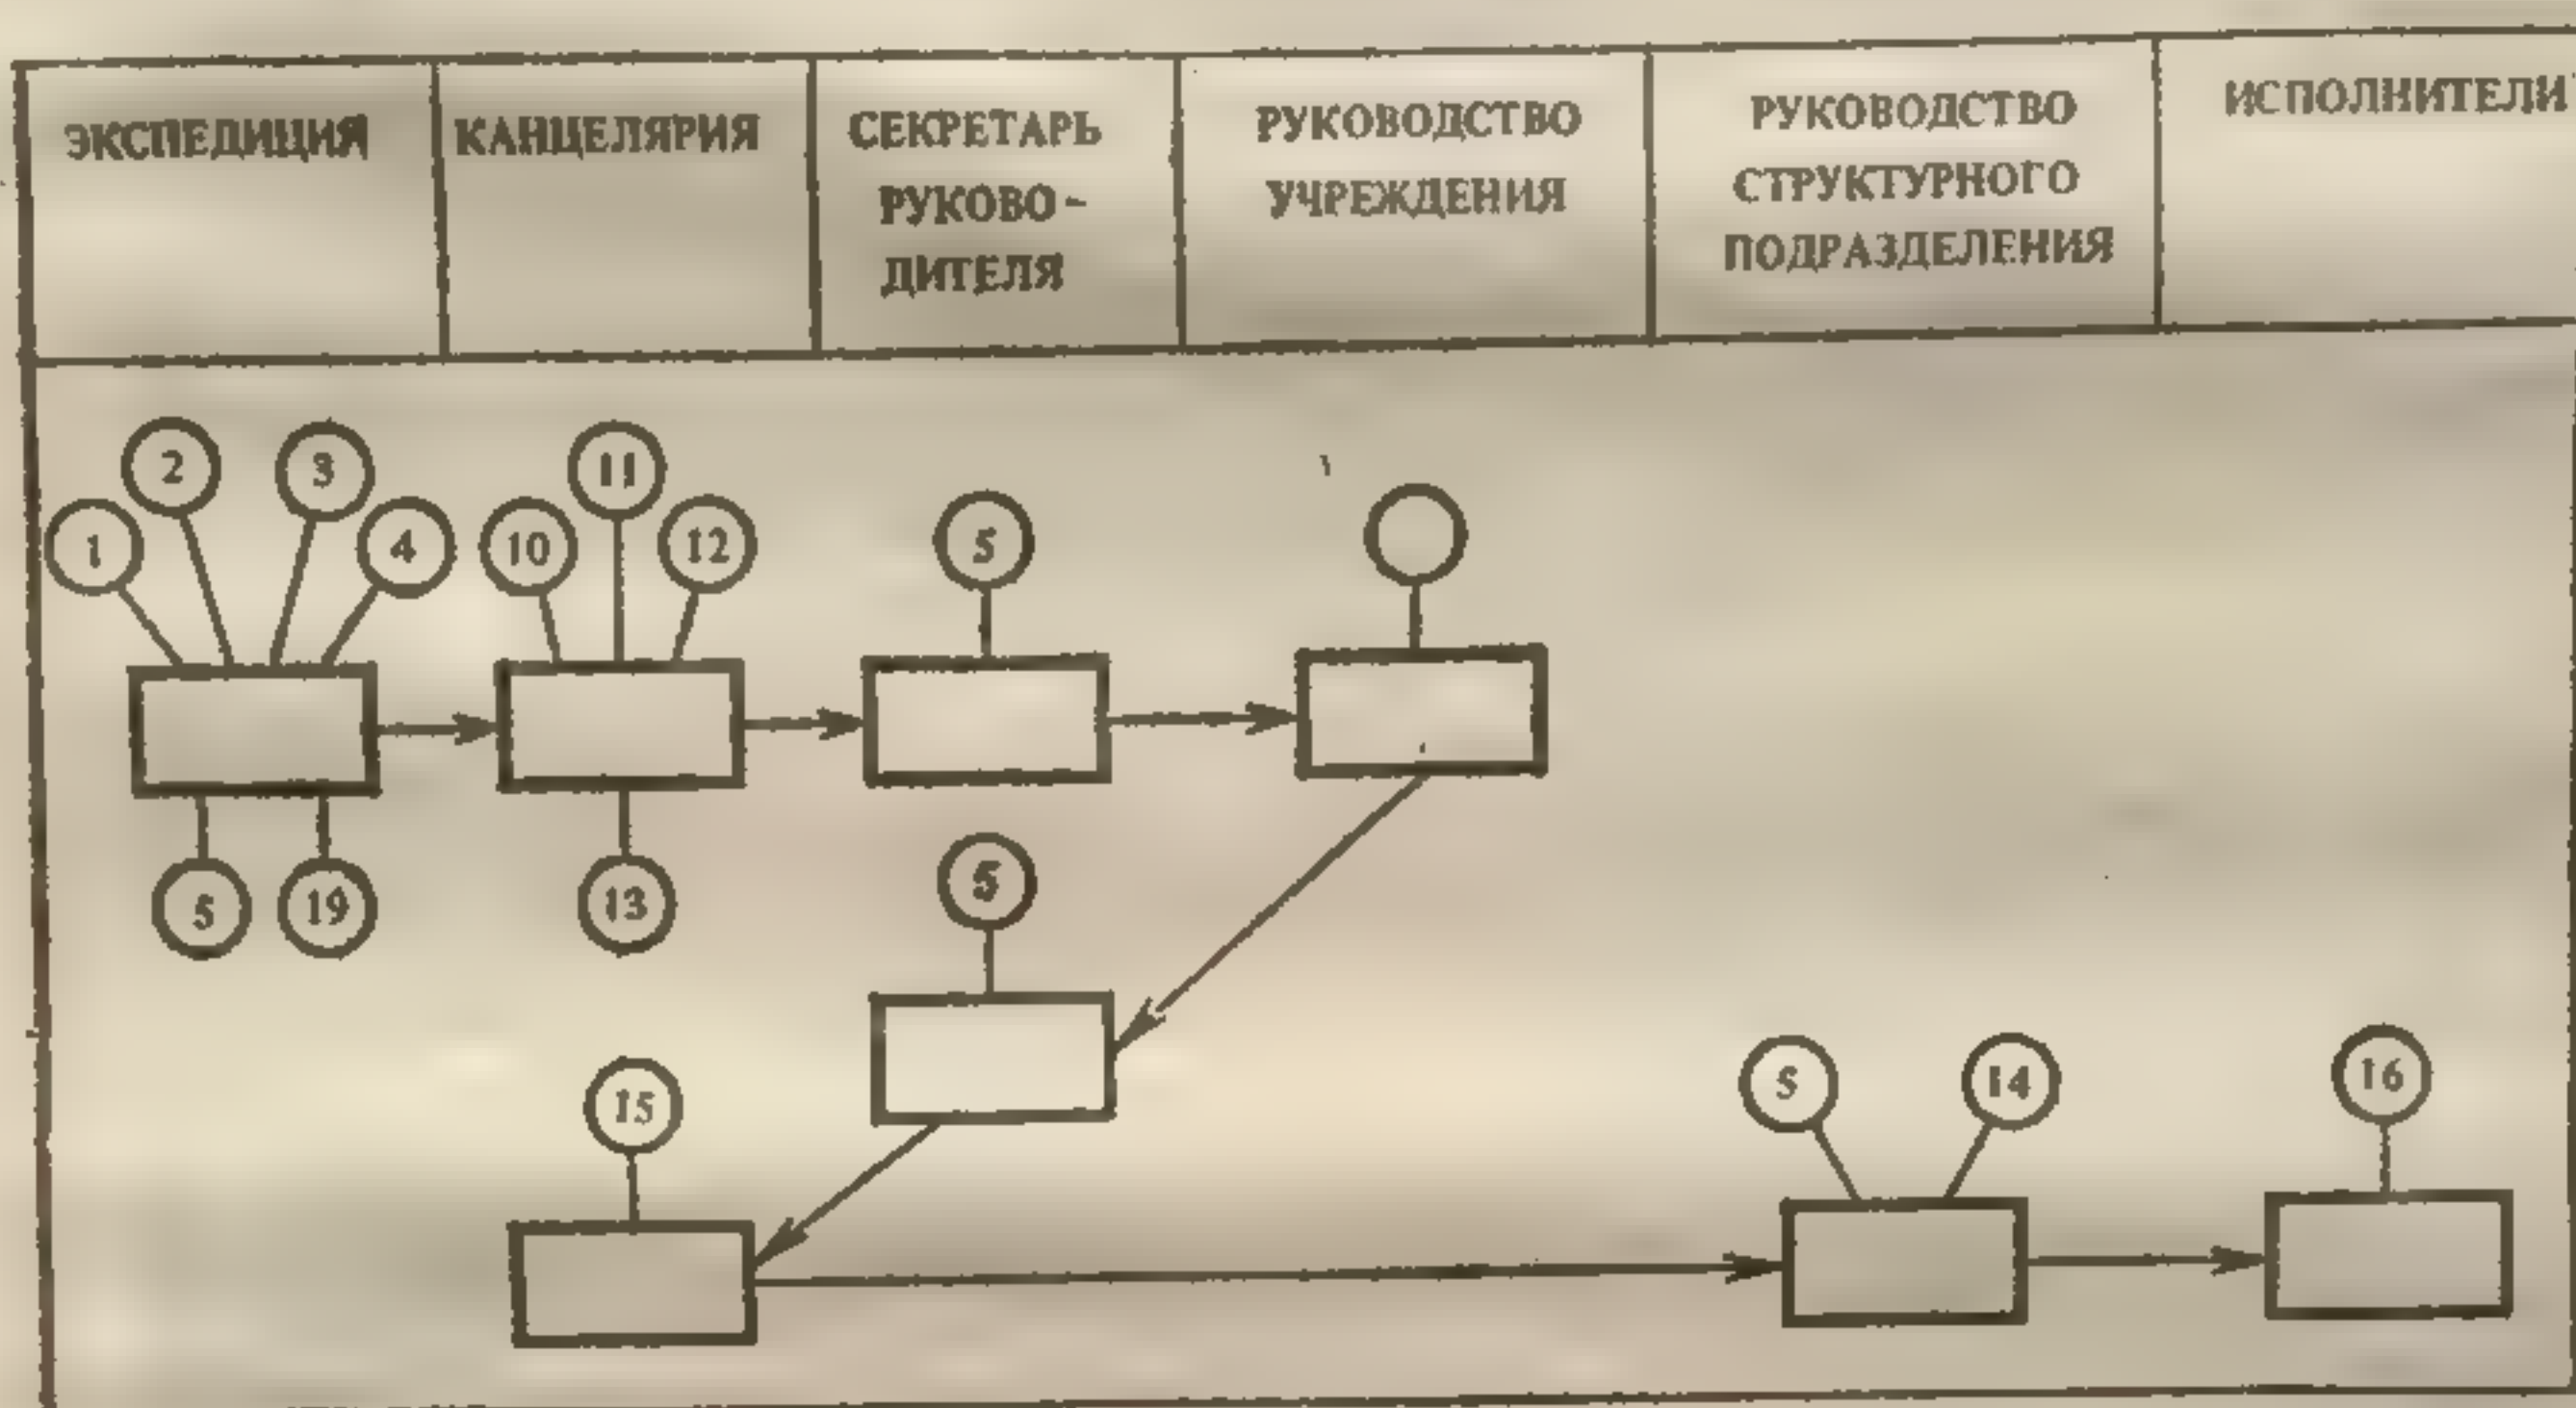 ЭКСПЕДИЦИЯ
КАНЦЕЛЯРИЯ
СЕКРЕТАРЬ
РУКОВО-
ДИТЕЛЯ
РУКОВОДСТВО
УЧРЕЖДЕНИЯ
РУКОВОДСТВО
СТРУКТУРНОГО
ПОДРАЗДЕЛЕНИЯ
ИСПОЛНИТЕЛИ
1
2
3
4
10
11
12
5
5
19
13
5
15
5
14
16